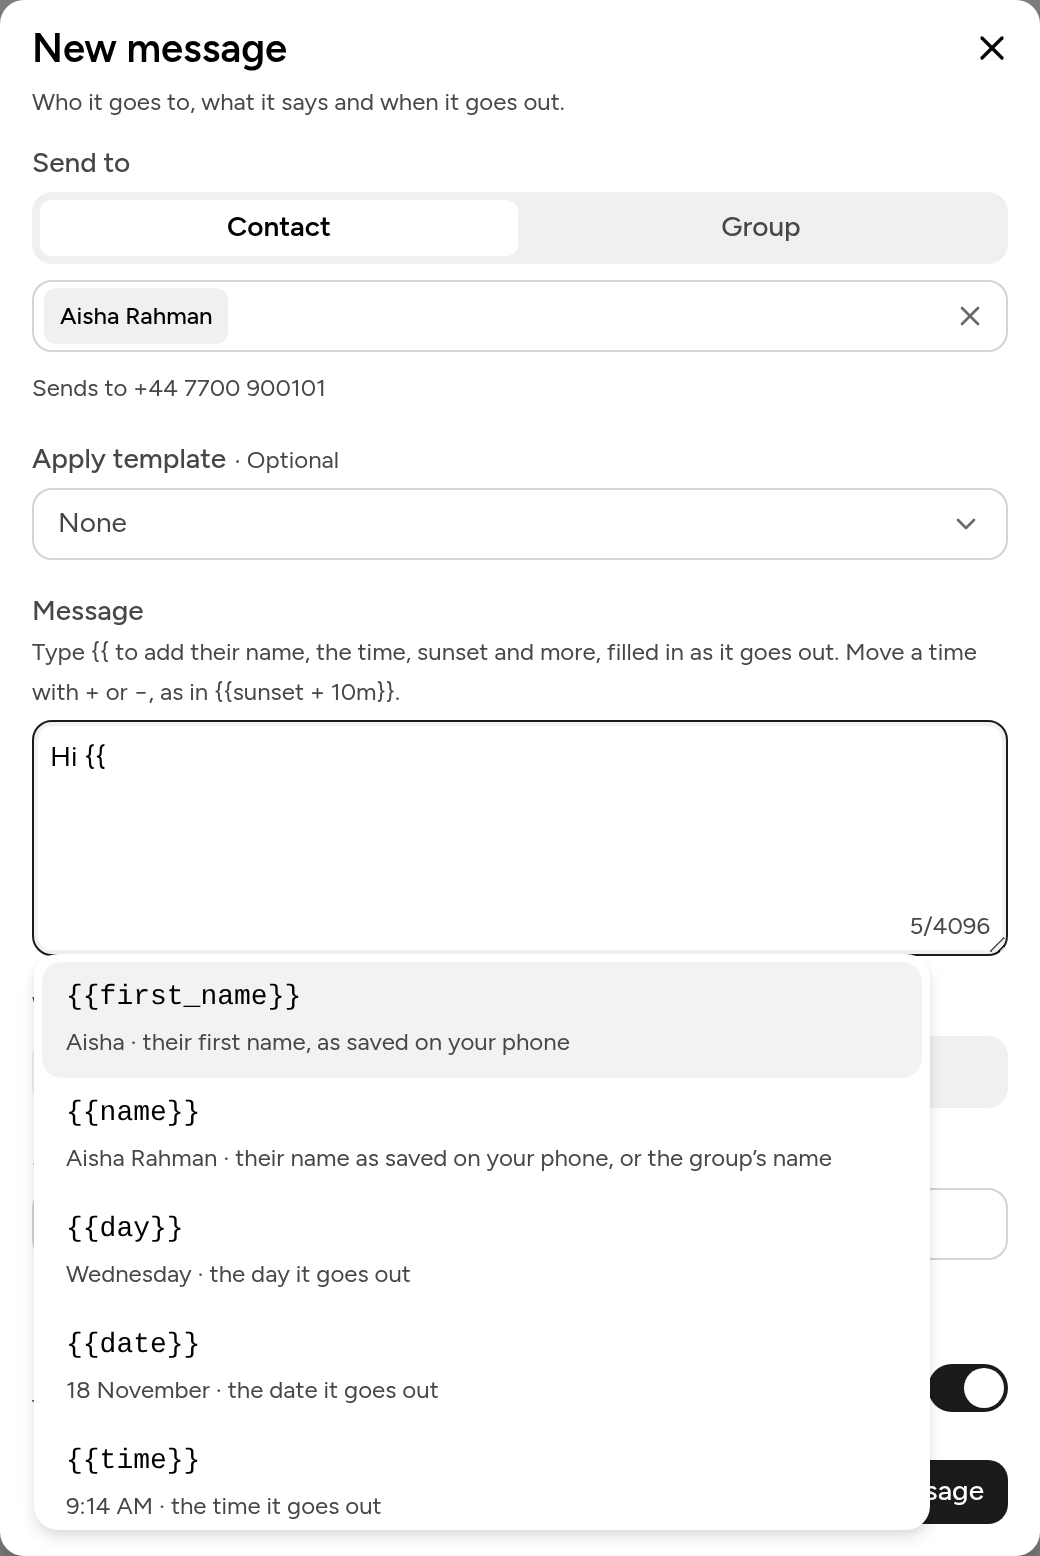 New message
Who it goes to, what it says and when it goes out.
Send to
Contact
Group
Aisha Rahman
Sends to +44 7700 900101
Apply template · Optional
None
Message
Type {{ to add their name, the time, sunset and more, filled in as it goes out. Move a time
with + or −, as in {{sunset + 10m}}.
Hi {{
5/4096
{{first_name}}
Aisha · their first name, as saved on your phone
{{name}}
Aisha Rahman · their name as saved on your phone, or the group’s name
{{day}}
Wednesday · the day it goes out
{{date}}
18 November · the date it goes out
{{time}}
9:14 AM · the time it goes out